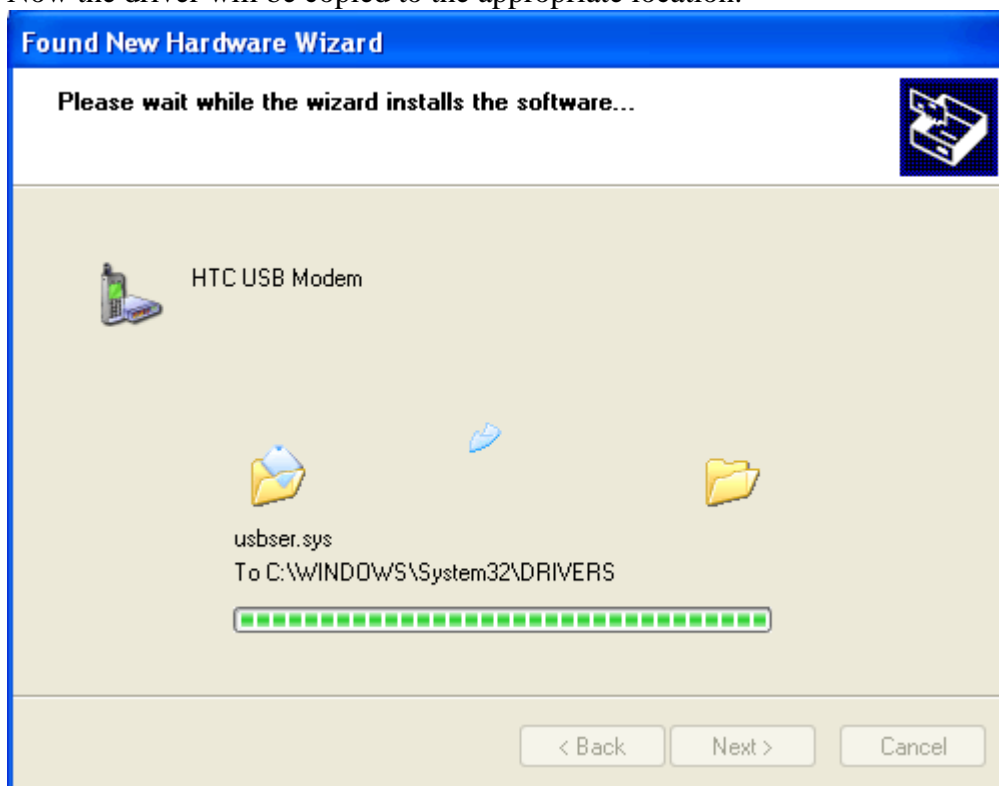 Now the driver will be copied to the appropriate location.
Found New Hardware Wizard
Please wait while the wizard installs the software...
HTC USB Modem
usbser.sys
To C:\WINDOWS\System32\DRIVERS
< Back Next > Cancel